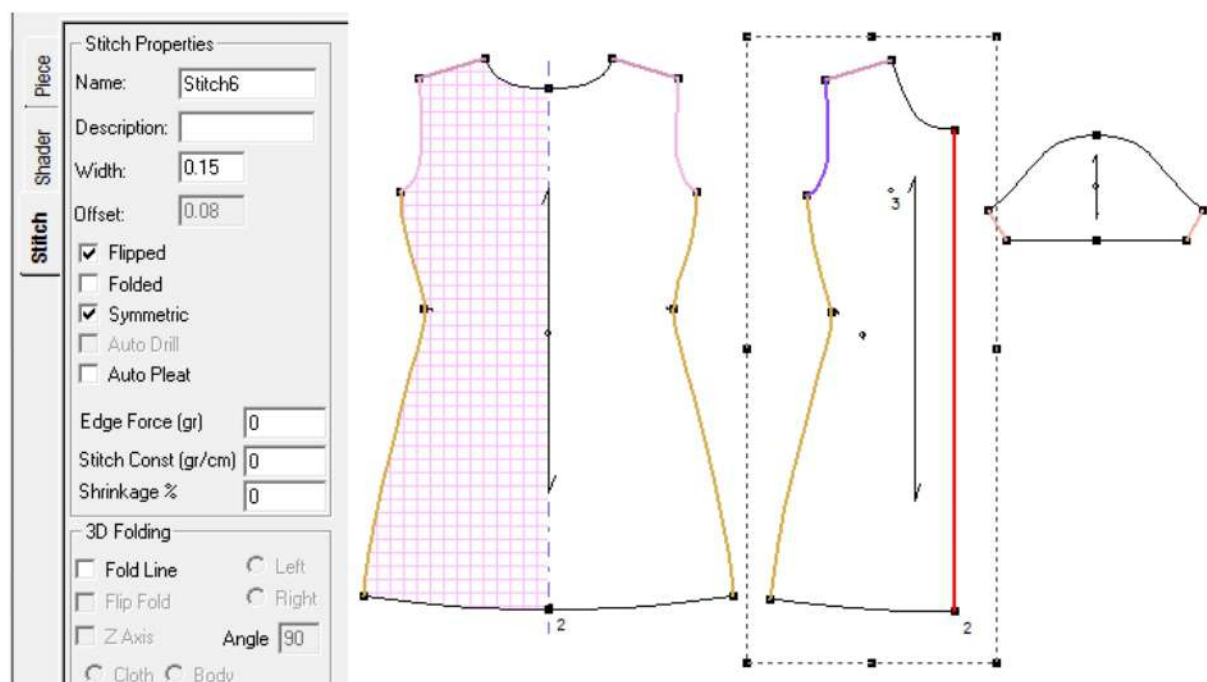 Piece
Shader
Stitch
Stitch Properties
Name: Stitch6
Description:
Width: 0.15
Offset: 0.08
Flipped
Folded
Symmetric
Auto Drill
Auto Pleat
Edge Force (gr) 0
Stitch Const (gr/cm) 0
Shrinkage % 0
3D Folding
Fold Line Left
Flip Fold Right
Z Axis Angle 90
Cloth Body
2
3
2